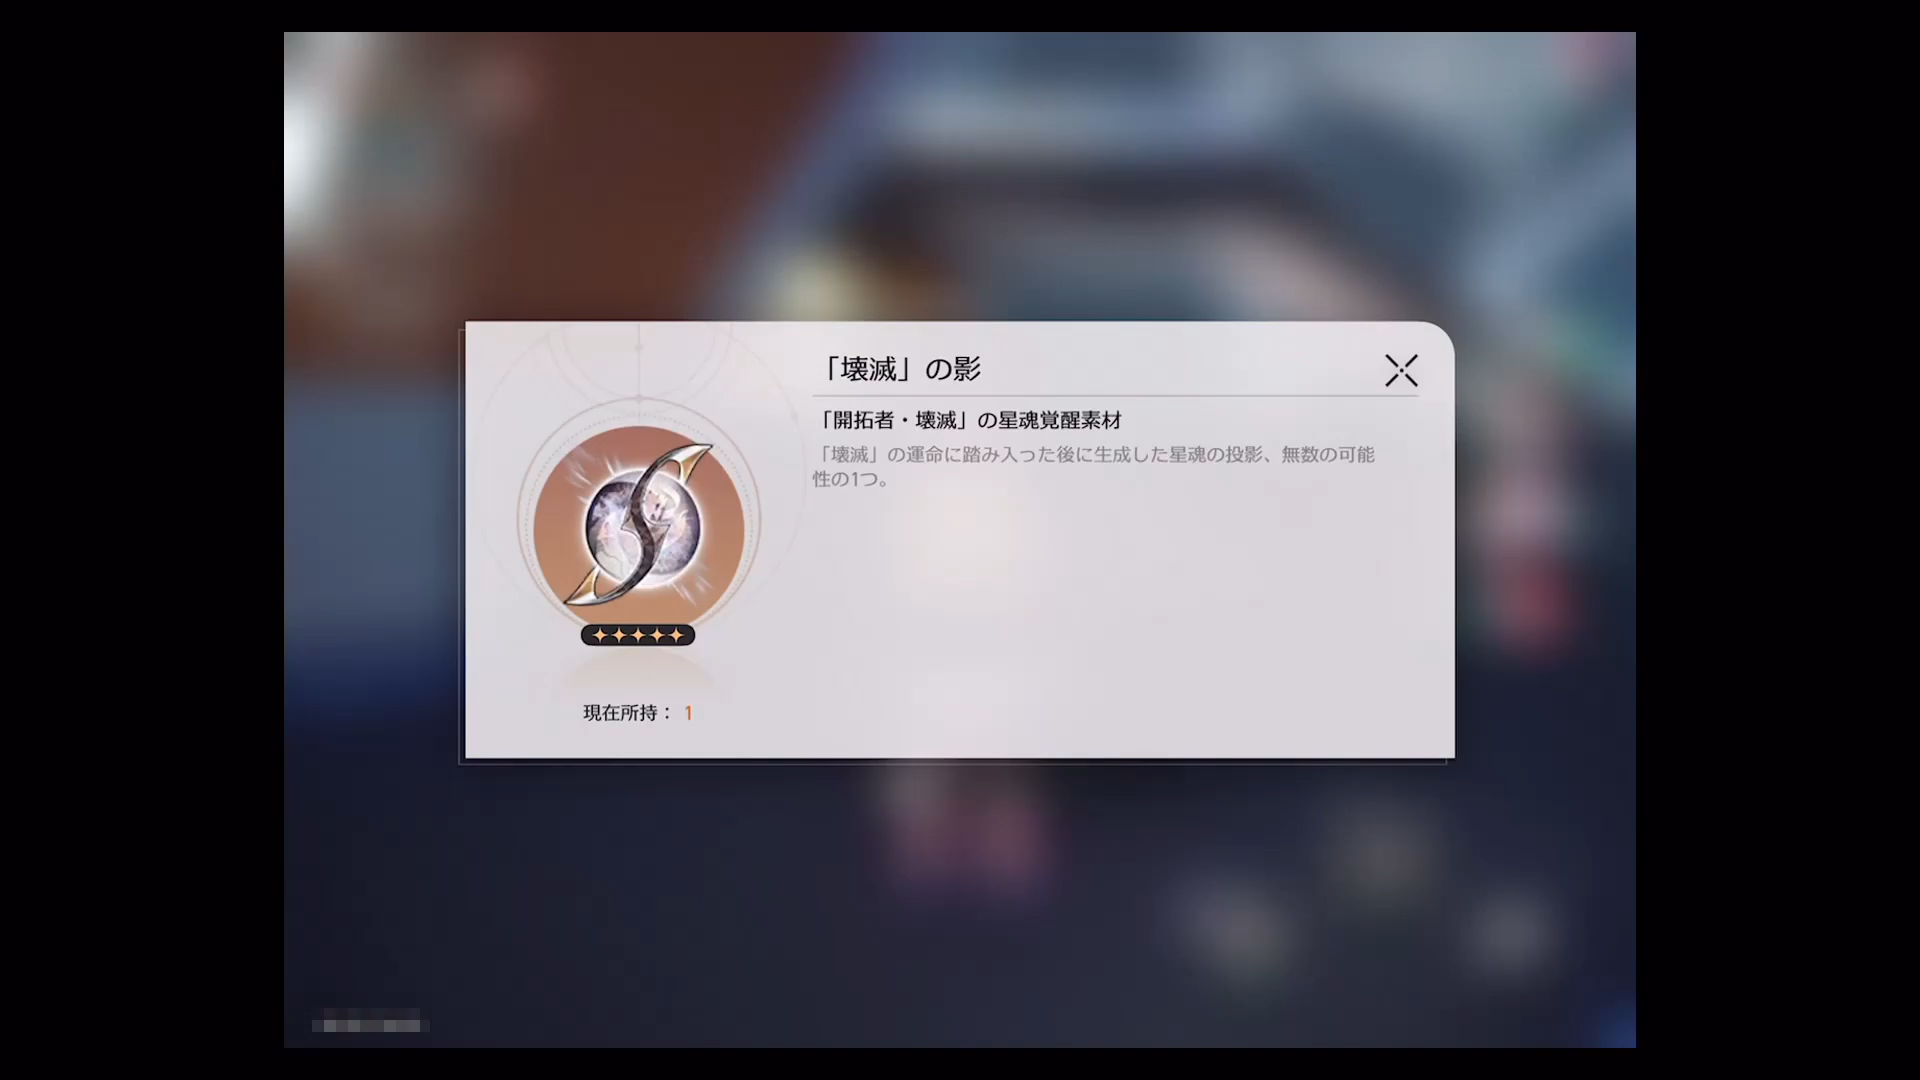 「壊滅」の影
「開拓者・壊滅」の星魂覚醒素材
「壊滅」の運命に踏み入った後に生成した星魂の投影、無数の可能
性の1つ。
現在所持： 1